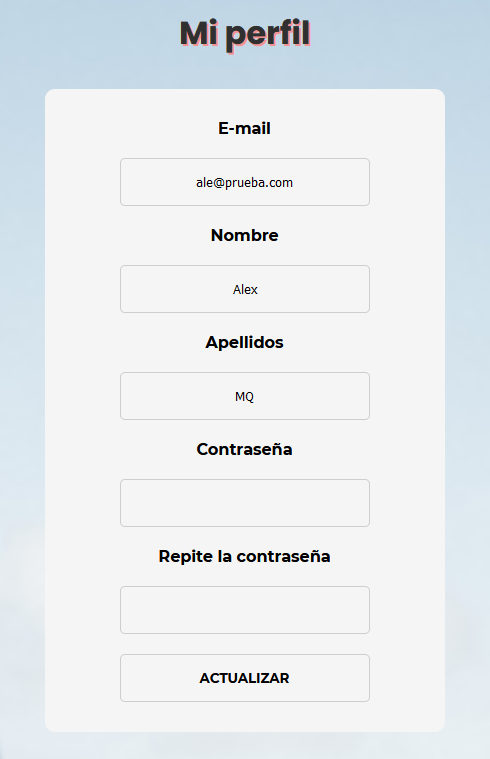 Mi perfil
E-mail
ale@prueba.com
Nombre
Alex
Apellidos
MQ
Contraseña
Repite la contraseña
ACTUALIZAR